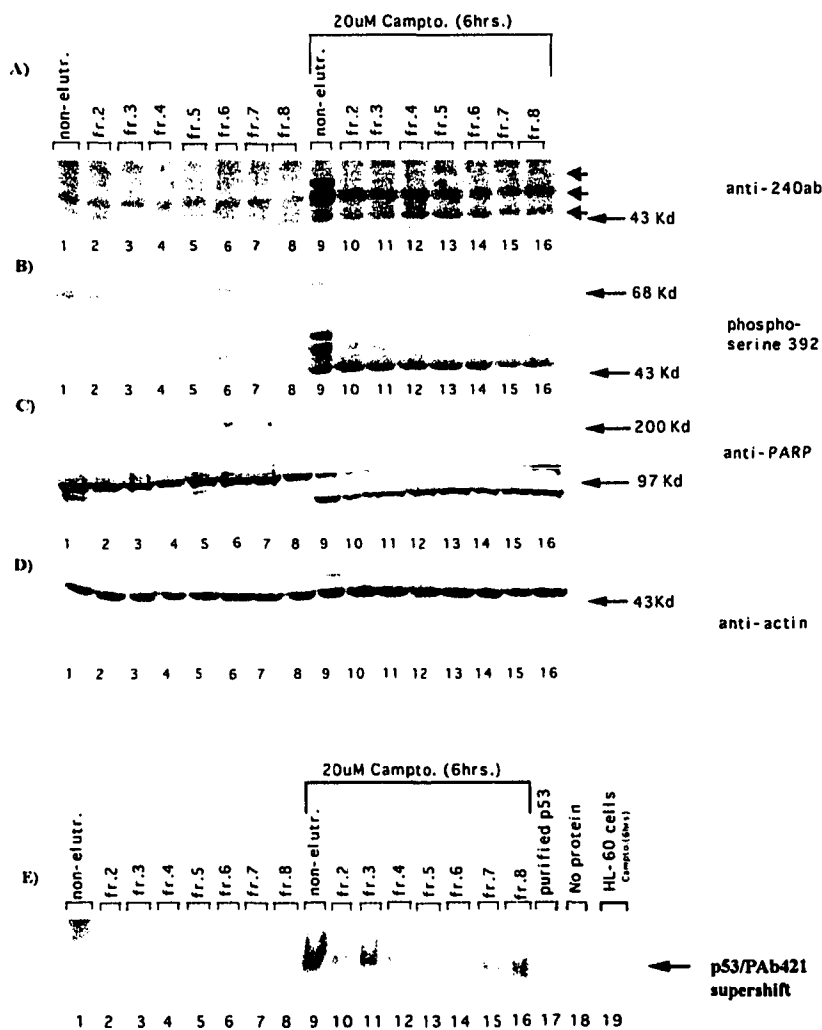 20uM Campto. (6hrs.)
A)
non-elutr. fr.2 fr.3 fr.4 fr.5 fr.6 fr.7 fr.8 non-elutr. fr.2 fr.3 fr.4 fr.5 fr.6 fr.7 fr.8
anti-240ab
43 Kd
1 2 3 4 5 6 7 8 9 10 11 12 13 14 15 16
B)
68 Kd
phospho-
serine 392
43 Kd
1 2 3 4 5 6 7 8 9 10 11 12 13 14 15 16
C)
200 Kd
anti-PARP
97 Kd
1 2 3 4 5 6 7 8 9 10 11 12 13 14 15 16
D)
43Kd
anti-actin
1 2 3 4 5 6 7 8 9 10 11 12 13 14 15 16
20uM Campto. (6hrs.)
E)
non-elutr. fr.2 fr.3 fr.4 fr.5 fr.6 fr.7 fr.8 non-elutr. fr.2 fr.3 fr.4 fr.5 fr.6 fr.7 fr.8 purified p53 No protein HL-60 cells
Campto.(6hrs)
p53/PAb421
supershift
1 2 3 4 5 6 7 8 9 10 11 12 13 14 15 16 17 18 19